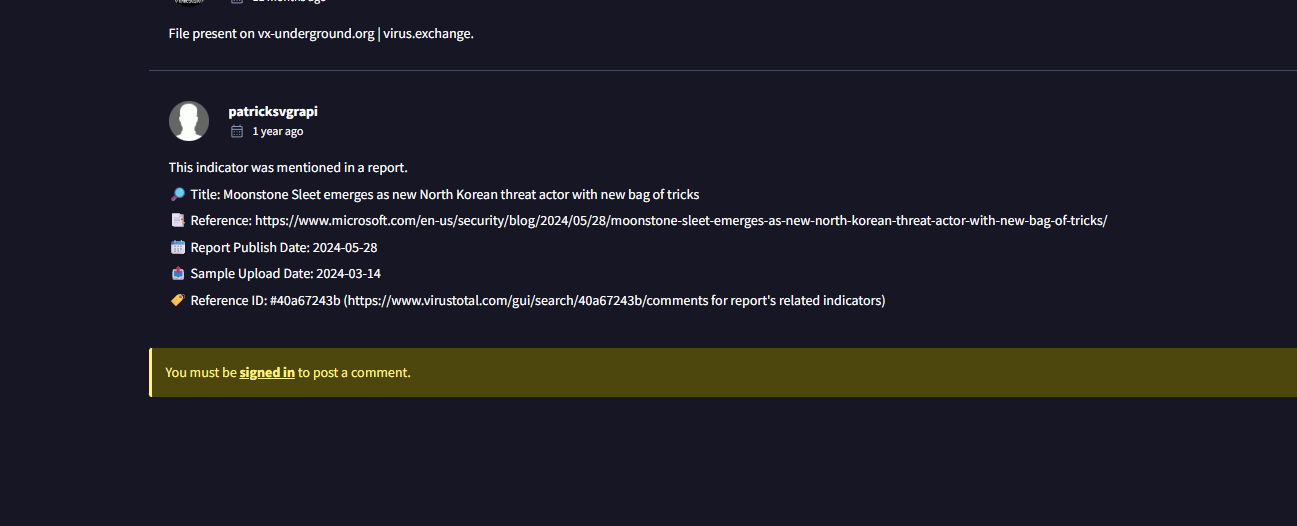 File present on vx-underground.org | virus.exchange.
patricksvgrapi
1 year ago
This indicator was mentioned in a report.
🔎 Title: Moonstone Sleet emerges as new North Korean threat actor with new bag of tricks
📑 Reference: https://www.microsoft.com/en-us/security/blog/2024/05/28/moonstone-sleet-emerges-as-new-north-korean-threat-actor-with-new-bag-of-tricks/
📅 Report Publish Date: 2024-05-28
📤 Sample Upload Date: 2024-03-14
🏷️ Reference ID: #40a67243b (https://www.virustotal.com/gui/search/40a67243b/comments for report's related indicators)
You must be signed in to post a comment.